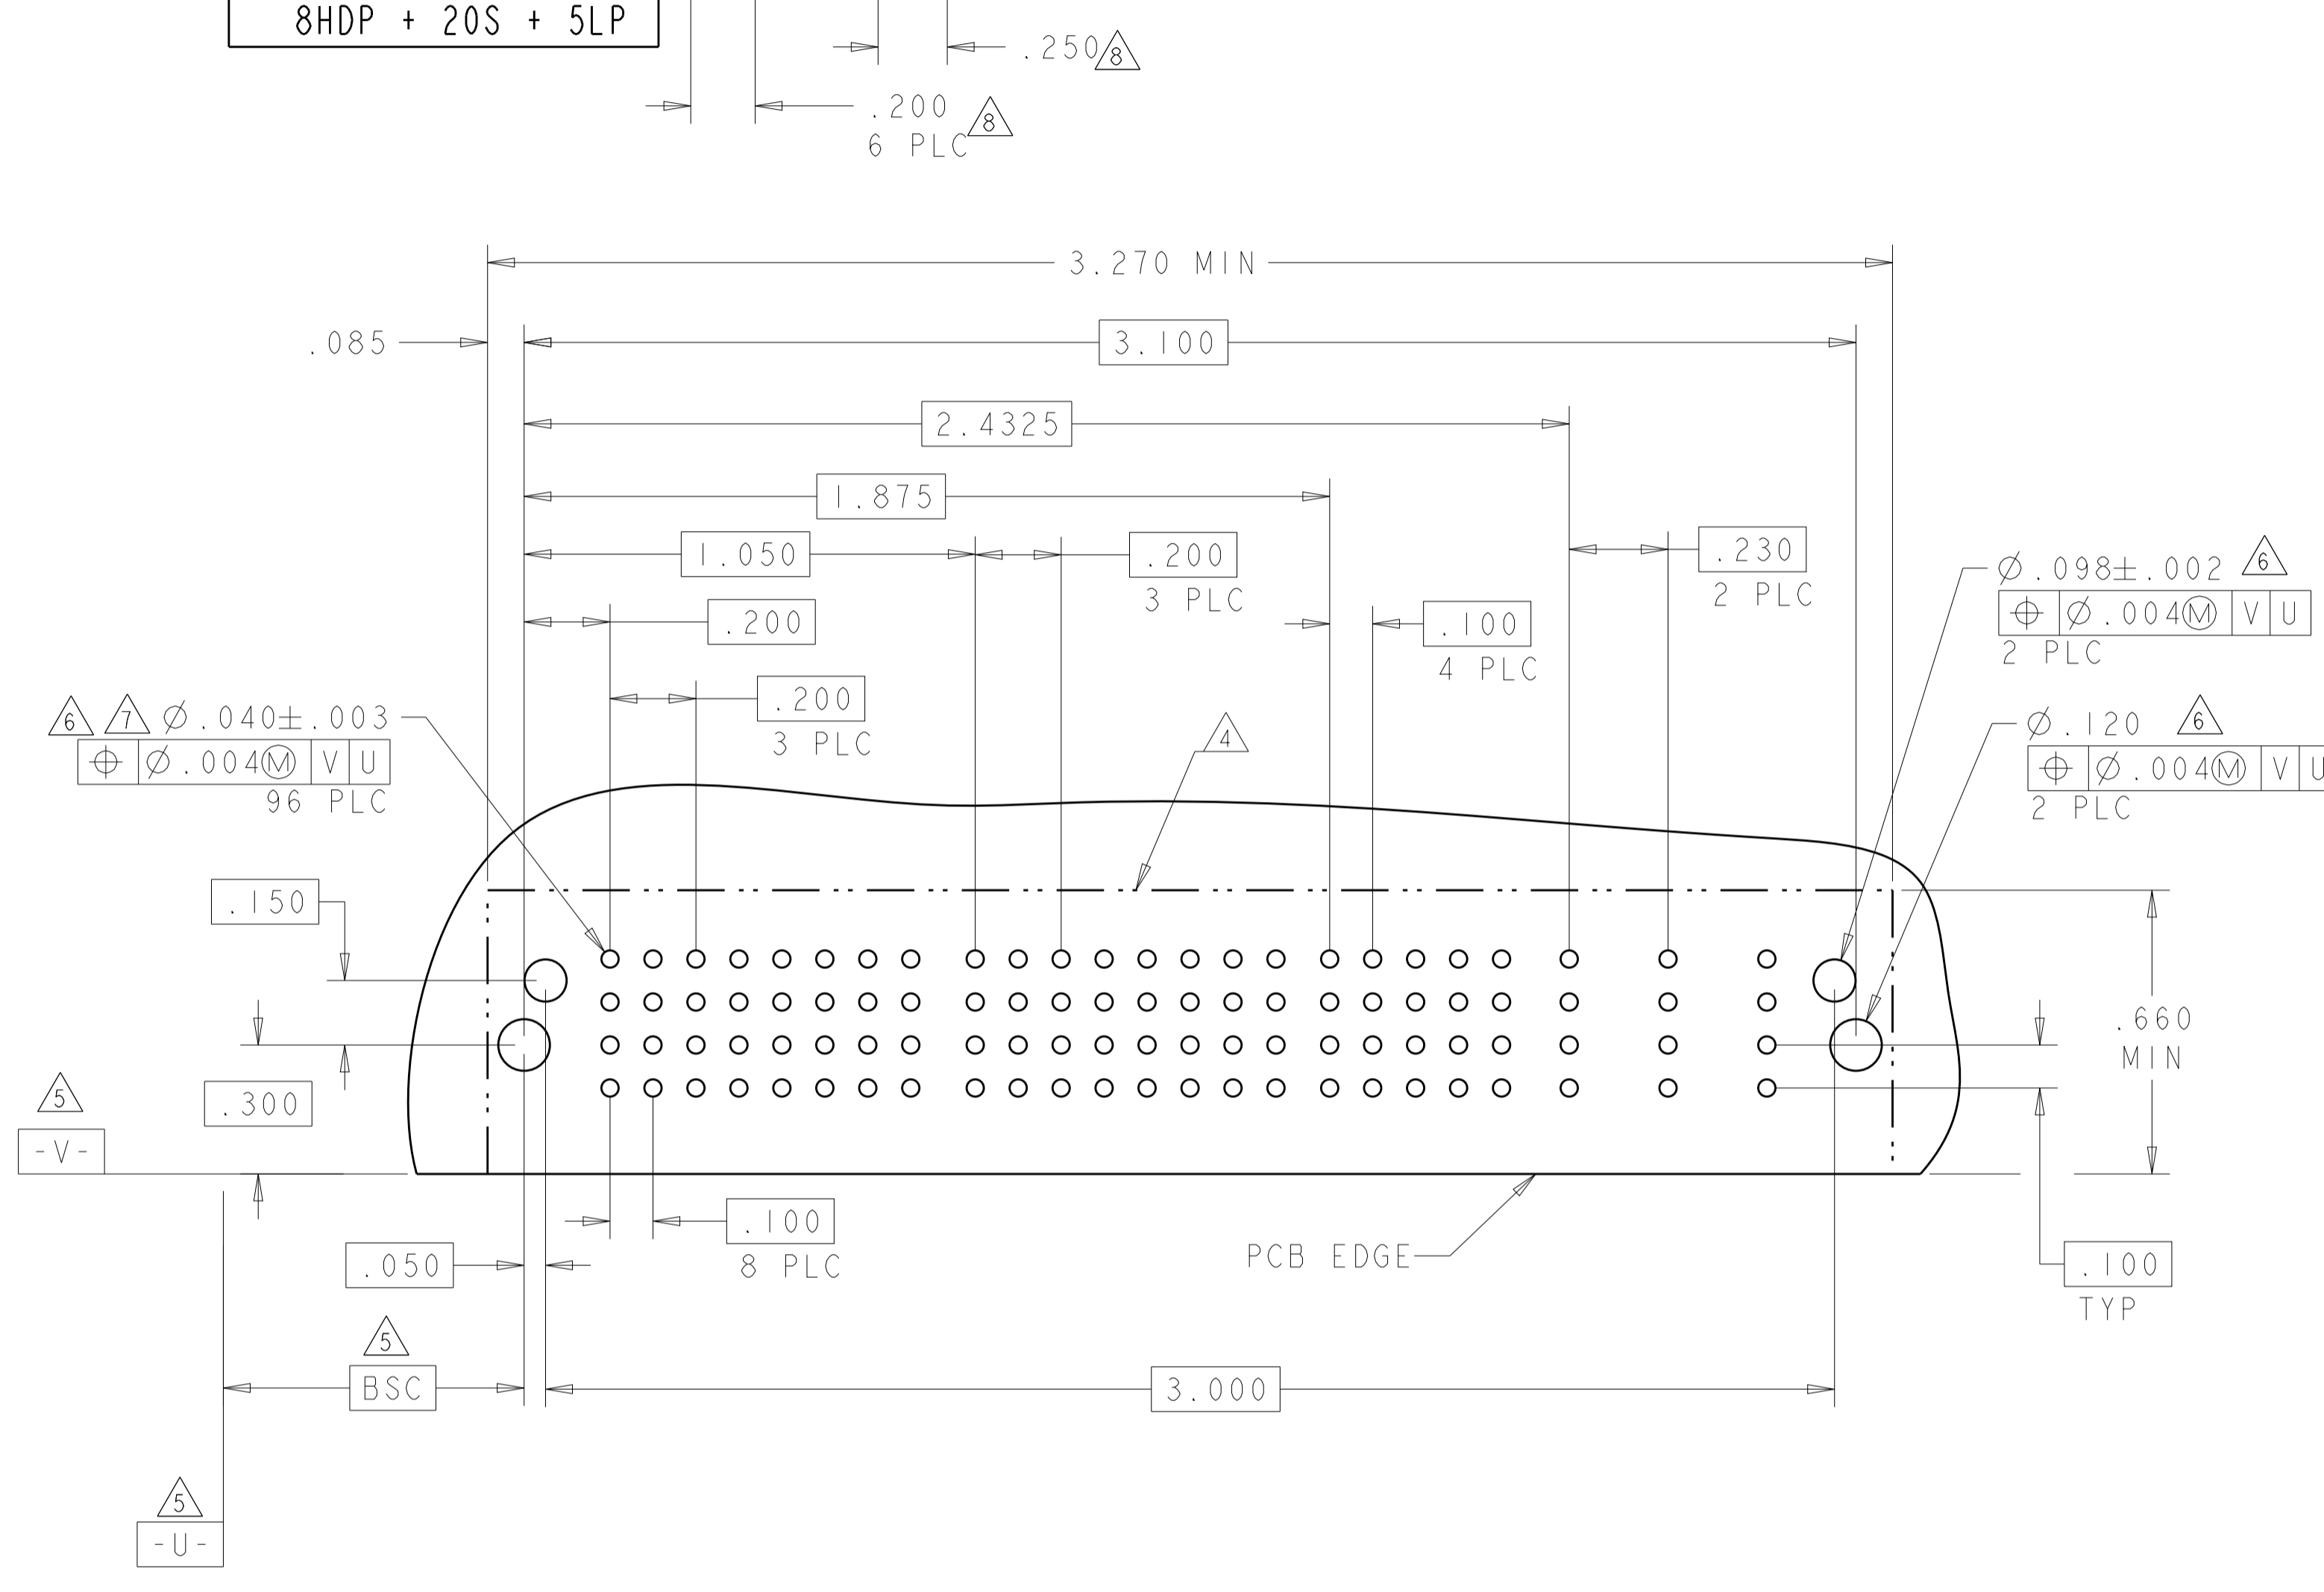 8HDP + 20S + 5LP
.250 8
.200 8
6 PLC
3.270 MIN
.085
3.100
2.4325
1.875
1.050
.200
3 PLC
.230
2 PLC
.200
.100
4 PLC
Ø.098±.002 6
⌖ Ø.004Ⓜ V U
2 PLC
.200
3 PLC
6 7 Ø.040±.003
⌖ Ø.004Ⓜ V U
96 PLC
4
Ø.120 6
⌖ Ø.004Ⓜ V U
2 PLC
.150
.660
MIN
5
.300
-V-
.100
8 PLC
.050
PCB EDGE
.100
TYP
5
BSC
3.000
5
-U-